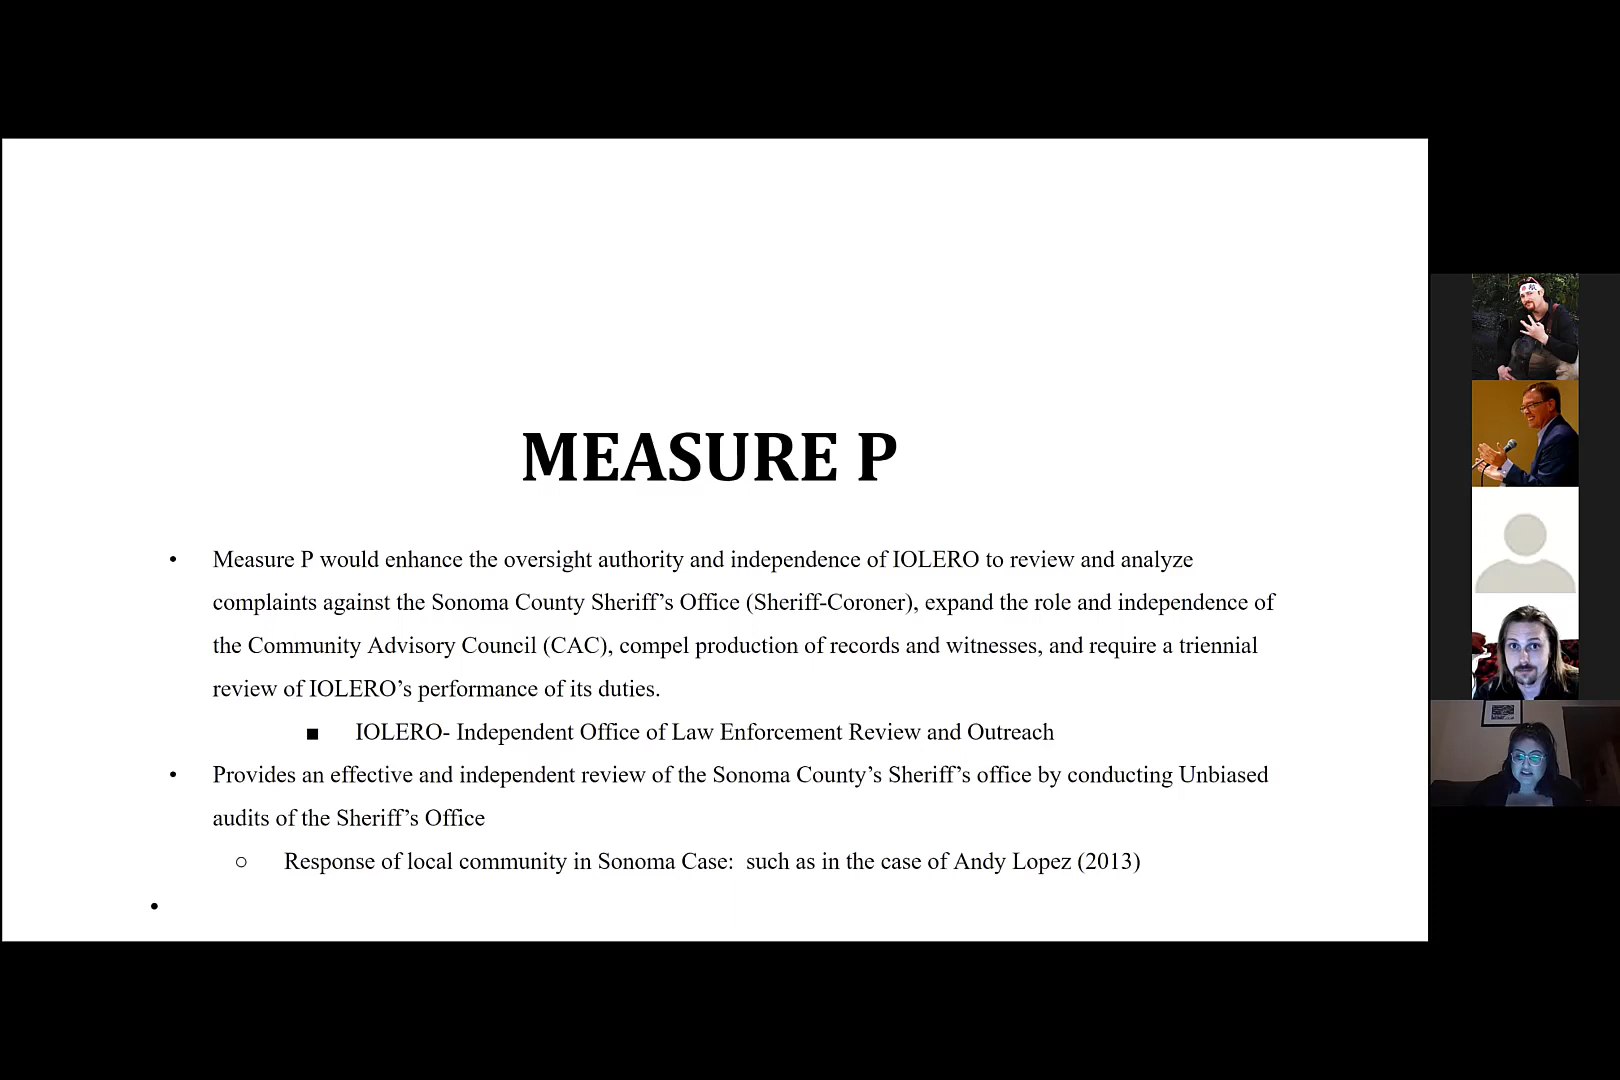 MEASURE P
• Measure P would enhance the oversight authority and independence of IOLERO to review and analyze
complaints against the Sonoma County Sheriff’s Office (Sheriff-Coroner), expand the role and independence of
the Community Advisory Council (CAC), compel production of records and witnesses, and require a triennial
review of IOLERO’s performance of its duties.
■ IOLERO- Independent Office of Law Enforcement Review and Outreach
• Provides an effective and independent review of the Sonoma County’s Sheriff’s office by conducting Unbiased
audits of the Sheriff’s Office
○ Response of local community in Sonoma Case:  such as in the case of Andy Lopez (2013)
•